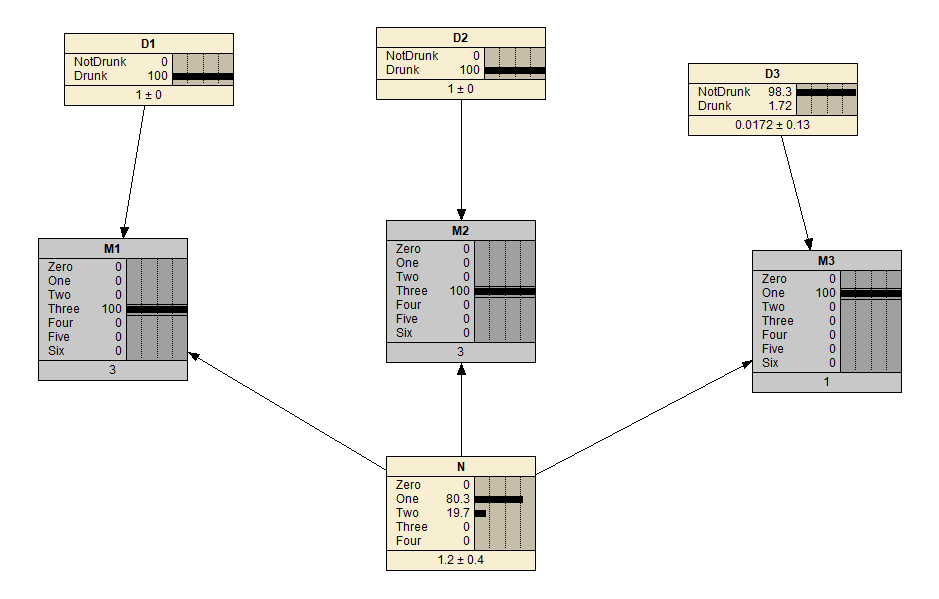 D1
NotDrunk 0
Drunk 100
1 ± 0
D2
NotDrunk 0
Drunk 100
1 ± 0
D3
NotDrunk 98.3
Drunk 1.72
0.0172 ± 0.13
M1
Zero 0
One 0
Two 0
Three 100
Four 0
Five 0
Six 0
3
M2
Zero 0
One 0
Two 0
Three 100
Four 0
Five 0
Six 0
3
M3
Zero 0
One 100
Two 0
Three 0
Four 0
Five 0
Six 0
1
N
Zero 0
One 80.3
Two 19.7
Three 0
Four 0
1.2 ± 0.4